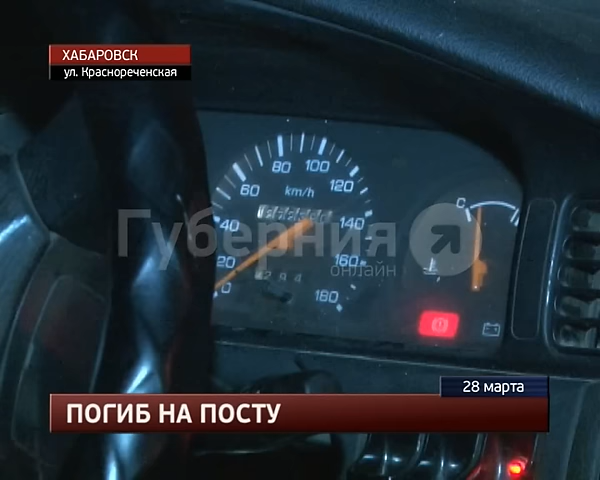 ХАБАРОВСК
ул. Краснореченская
80 100
60 km/h 120
40 140
20 160
0 180
C
Губерния
онлайн
28 марта
ПОГИБ НА ПОСТУ